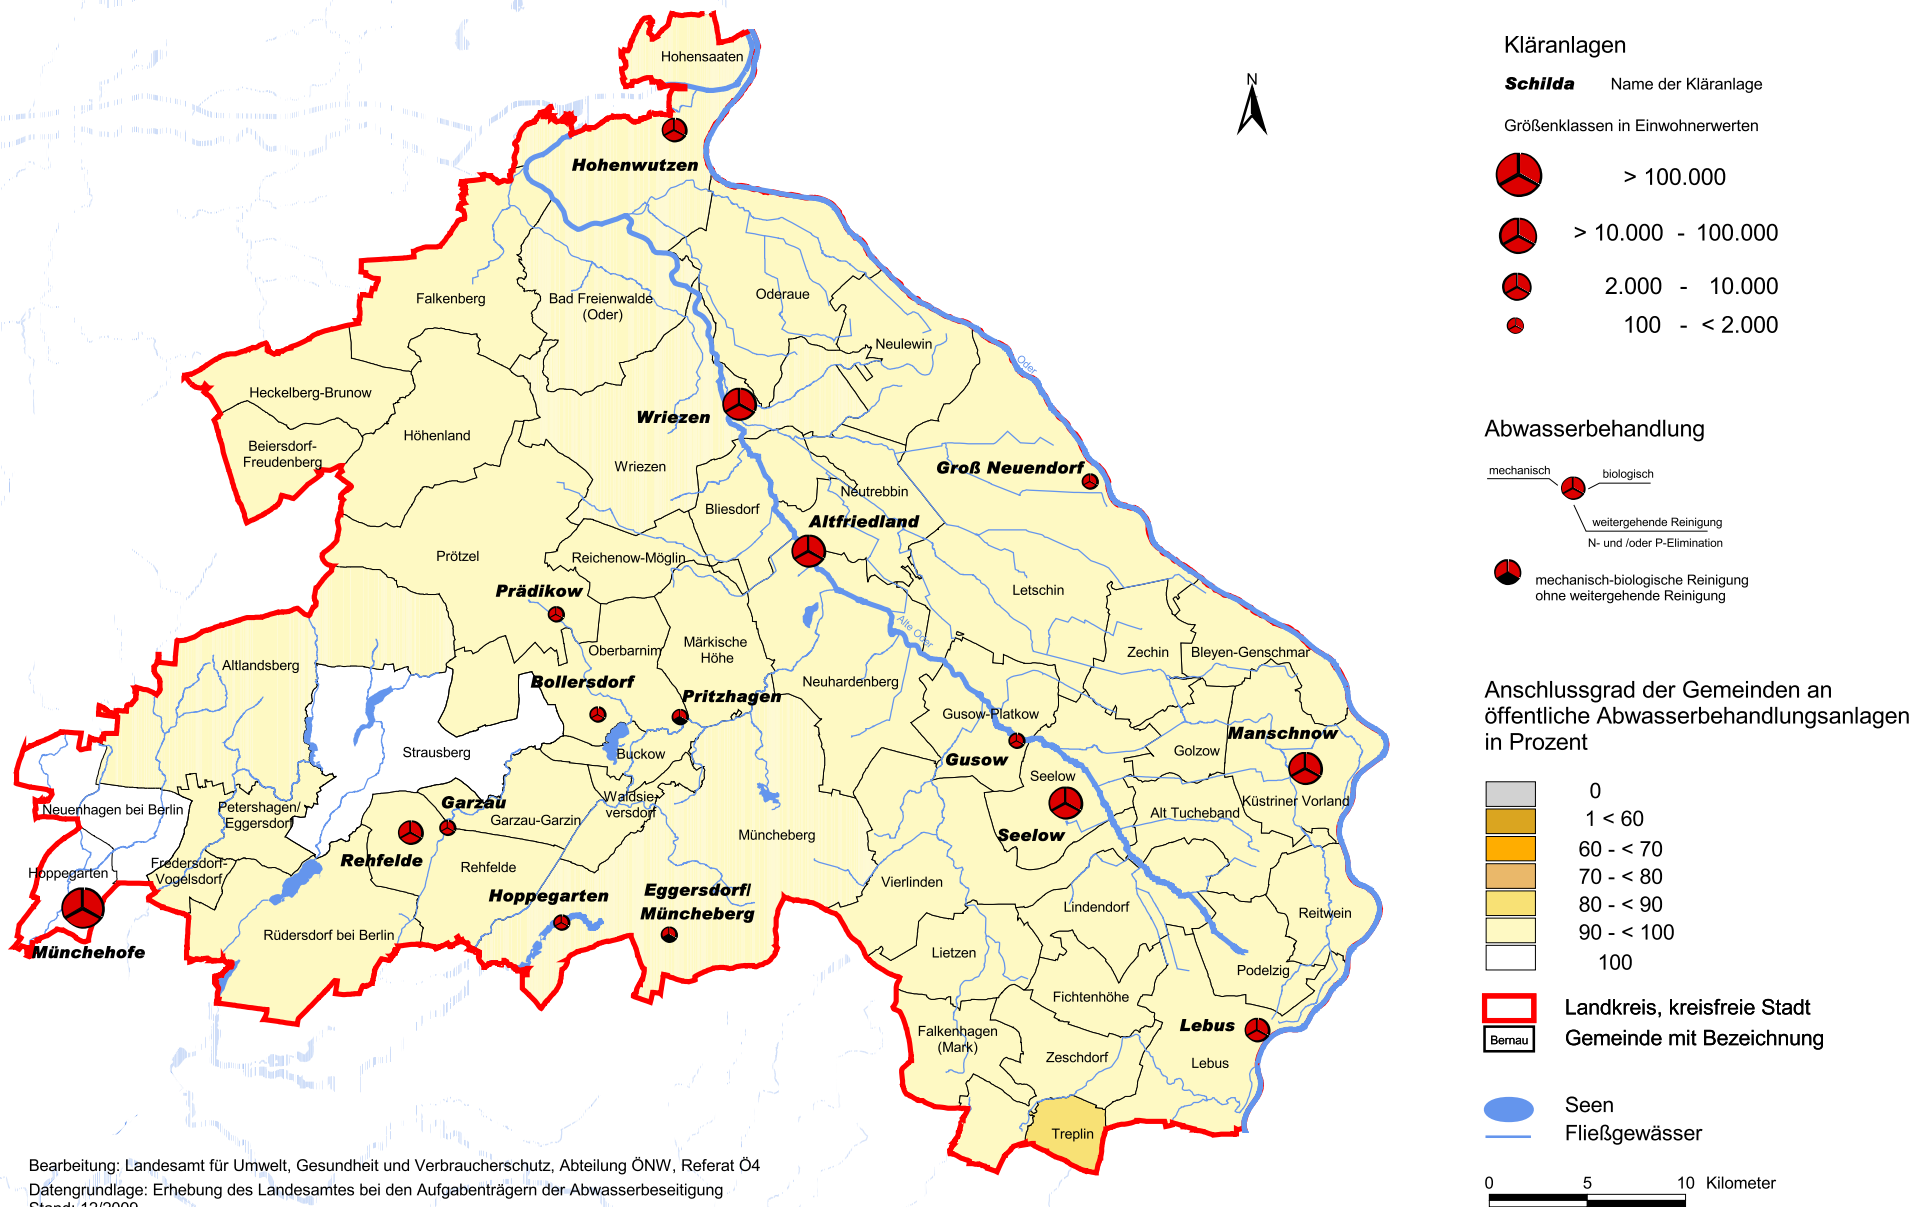 Hohensaaten
Hohenwutzen
Falkenberg
Bad Freienwalde
(Oder)
Oderaue
Neulewin
Oder
Heckelberg-Brunow
Höhenland
Beiersdorf-
Freudenberg
Wriezen
Wriezen
Groß Neuendorf
Neutrebbin
Bliesdorf
Altfriedland
Prötzel
Reichenow-Möglin
Letschin
Prädikow
Alte Oder
Märkische
Höhe
Oberbarnim
Zechin
Bleyen-Genschmar
Altlandsberg
Neuhardenberg
Bollersdorf
Pritzhagen
Gusow-Platkow
Manschnow
Strausberg
Buckow
Golzow
Gusow
Seelow
Neuenhagen bei Berlin
Petershagen/
Eggersdorf
Garzau
Waldsie-
versdorf
Garzau-Garzin
Küstriner Vorland
Alt Tucheband
Müncheberg
Seelow
Rehfelde
Rehfelde
Hoppegarten
Fredersdorf-
Vogelsdorf
Vierlinden
Hoppegarten
Eggersdorf/
Müncheberg
Lindendorf
Reitwein
Rüdersdorf bei Berlin
Münchehofe
Lietzen
Podelzig
Fichtenhöhe
Lebus
Falkenhagen
(Mark)
Zeschdorf
Lebus
Treplin
N
Kläranlagen
Schilda Name der Kläranlage
Größenklassen in Einwohnerwerten
> 100.000
> 10.000 - 100.000
2.000 - 10.000
100 - < 2.000
Abwasserbehandlung
mechanisch biologisch
weitergehende Reinigung
N- und /oder P-Elimination
mechanisch-biologische Reinigung
ohne weitergehende Reinigung
Anschlussgrad der Gemeinden an
öffentliche Abwasserbehandlungsanlagen
in Prozent
0
1 < 60
60 - < 70
70 - < 80
80 - < 90
90 - < 100
100
Landkreis, kreisfreie Stadt
Bernau Gemeinde mit Bezeichnung
Seen
Fließgewässer
0 5 10 Kilometer
Bearbeitung: Landesamt für Umwelt, Gesundheit und Verbraucherschutz, Abteilung ÖNW, Referat Ö4
Datengrundlage: Erhebung des Landesamtes bei den Aufgabenträgern der Abwasserbeseitigung
Stand: 12/2009